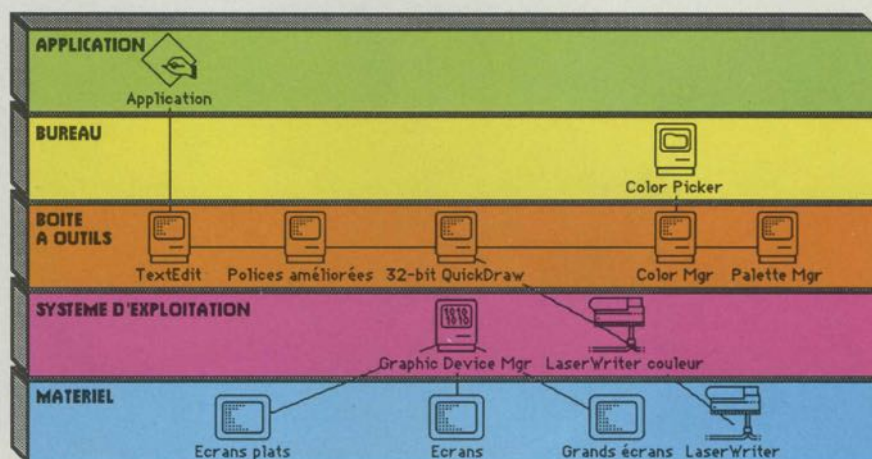 APPLICATION
Application
BUREAU
Color Picker
BOITE
A OUTILS
TextEdit Polices améliorées 32-bit QuickDraw Color Mgr Palette Mgr
SYSTEME D'EXPLOITATION
Graphic Device Mgr LaserWriter couleur
MATERIEL
Ecrans plats Ecrans Grands écrans LaserWriter